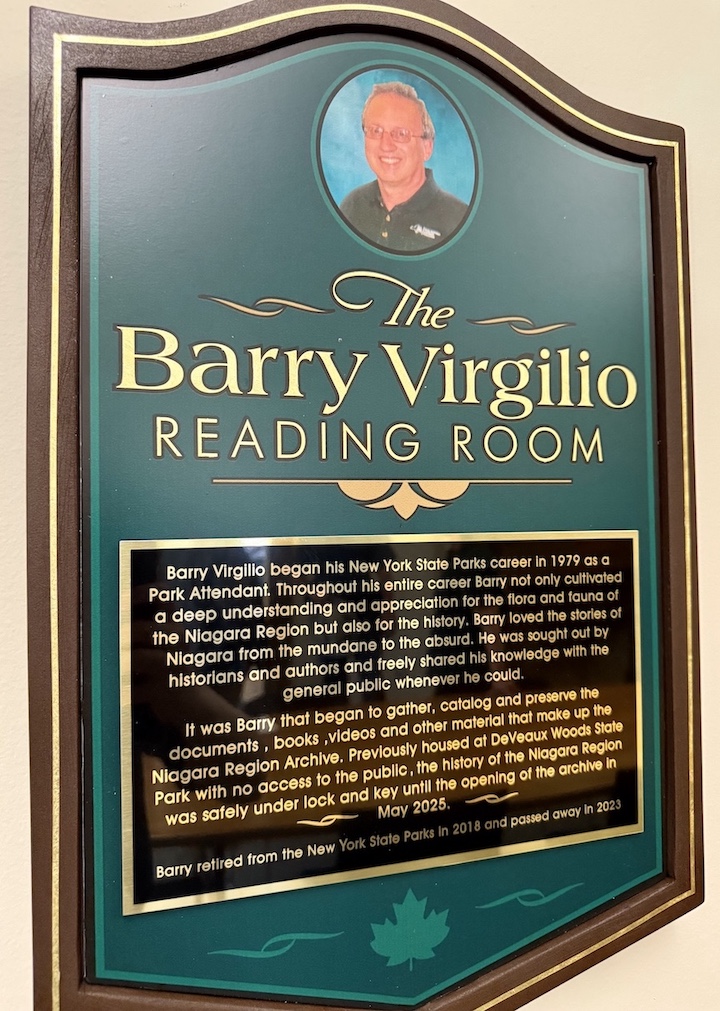 The
Barry Virgilio
READING ROOM
Barry Virgilio began his New York State Parks career in 1979 as a
Park Attendant. Throughout his entire career Barry not only cultivated
a deep understanding and appreciation for the flora and fauna of
the Niagara Region but also for the history. Barry loved the stories of
Niagara from the mundane to the absurd. He was sought out by
historians and authors and freely shared his knowledge with the
general public whenever he could.
It was Barry that began to gather, catalog and preserve the
documents , books ,videos and other material that make up the
Niagara Region Archive. Previously housed at DeVeaux Woods State
Park with no access to the public, the history of the Niagara Region
was safely under lock and key until the opening of the archive in
May 2025.
Barry retired from the New York State Parks in 2018 and passed away in 2023